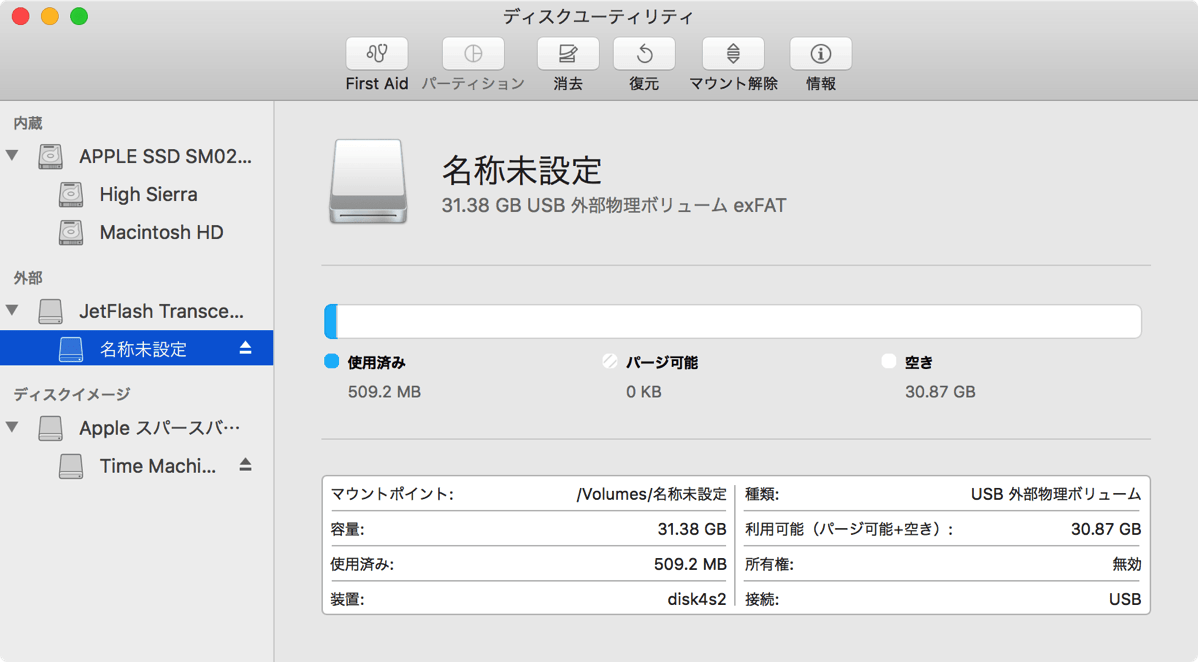 ディスクユーティリティ
First Aid パーティション 消去 復元 マウント解除 情報
内蔵
APPLE SSD SM02...
High Sierra
Macintosh HD
外部
JetFlash Transce...
名称未設定
ディスクイメージ
Apple スパースバ…
Time Machi...
名称未設定
31.38 GB USB 外部物理ボリューム exFAT
使用済み パージ可能 空き
509.2 MB 0 KB 30.87 GB
マウントポイント: /Volumes/名称未設定 種類: USB 外部物理ボリューム
容量: 31.38 GB 利用可能（パージ可能+空き）: 30.87 GB
使用済み: 509.2 MB 所有権: 無効
装置: disk4s2 接続: USB